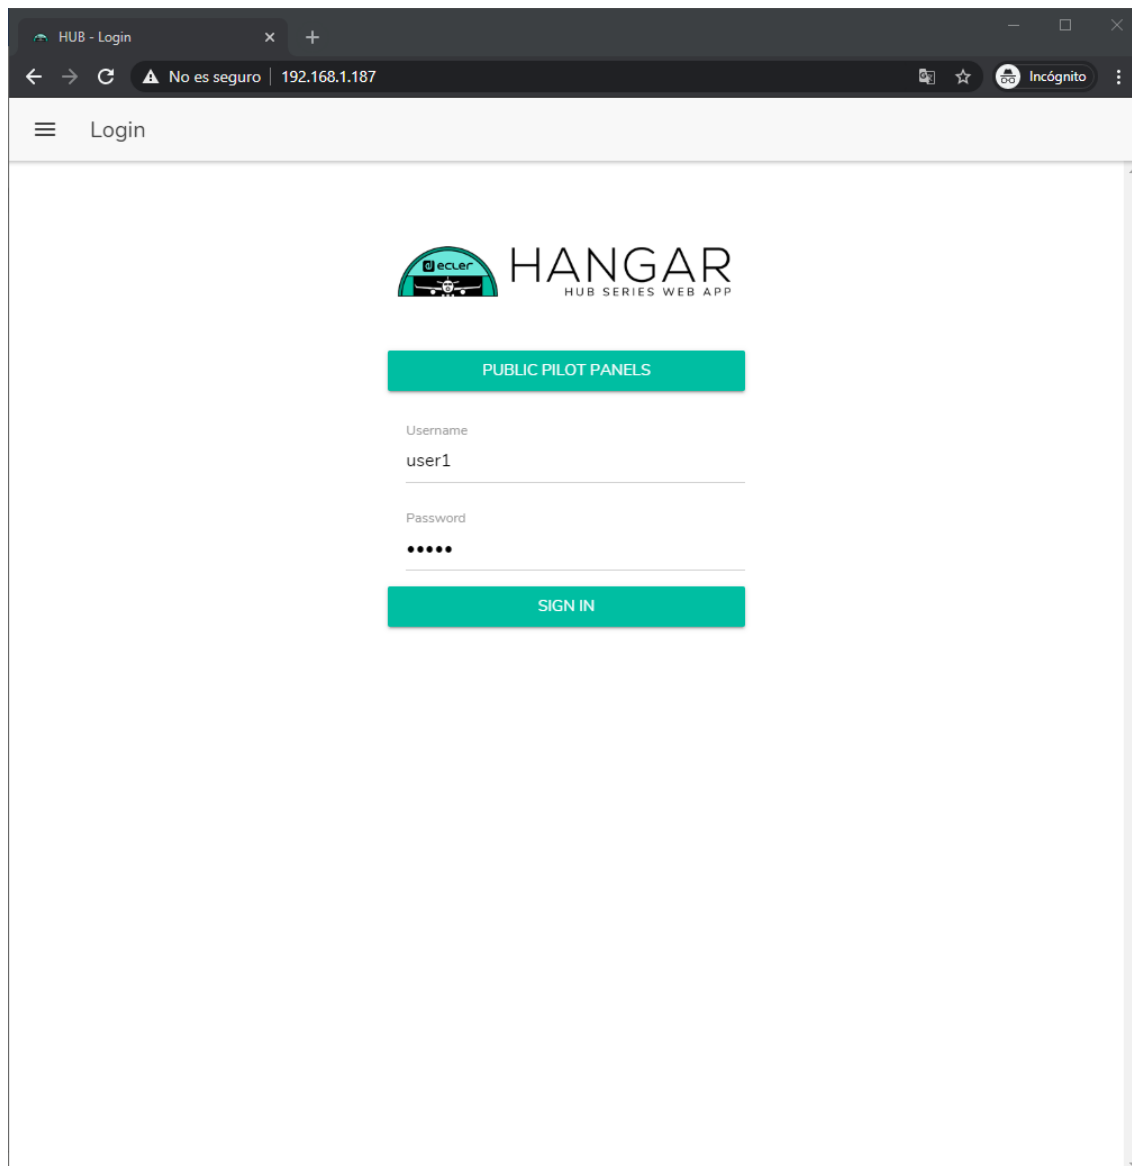 HUB - Login
No es seguro 192.168.1.187
Incógnito
Login
ecler
HANGAR
HUB SERIES WEB APP
PUBLIC PILOT PANELS
Username
user1
Password
•••••
SIGN IN